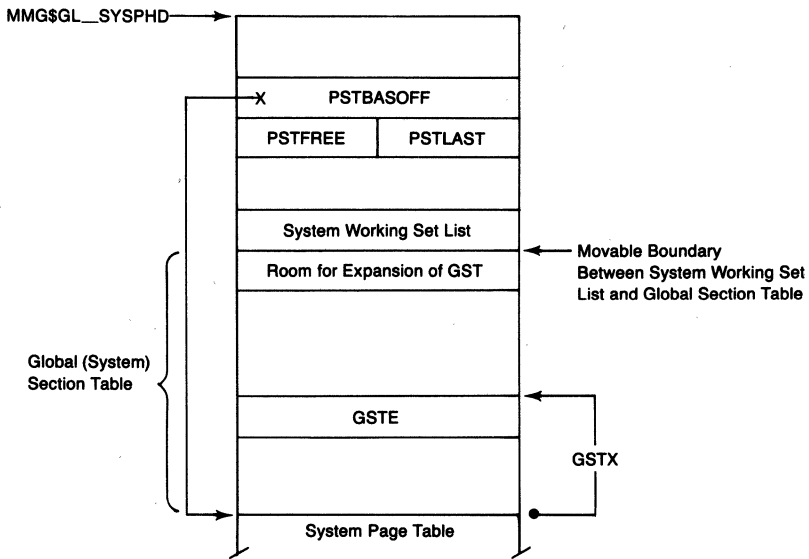 MMG$GL__SYSPHD
X
PSTBASOFF
PSTFREE
PSTLAST
System Working Set List
Room for Expansion of GST
Movable Boundary
Between System Working Set
List and Global Section Table
Global (System)
Section Table
GSTE
GSTX
System Page Table